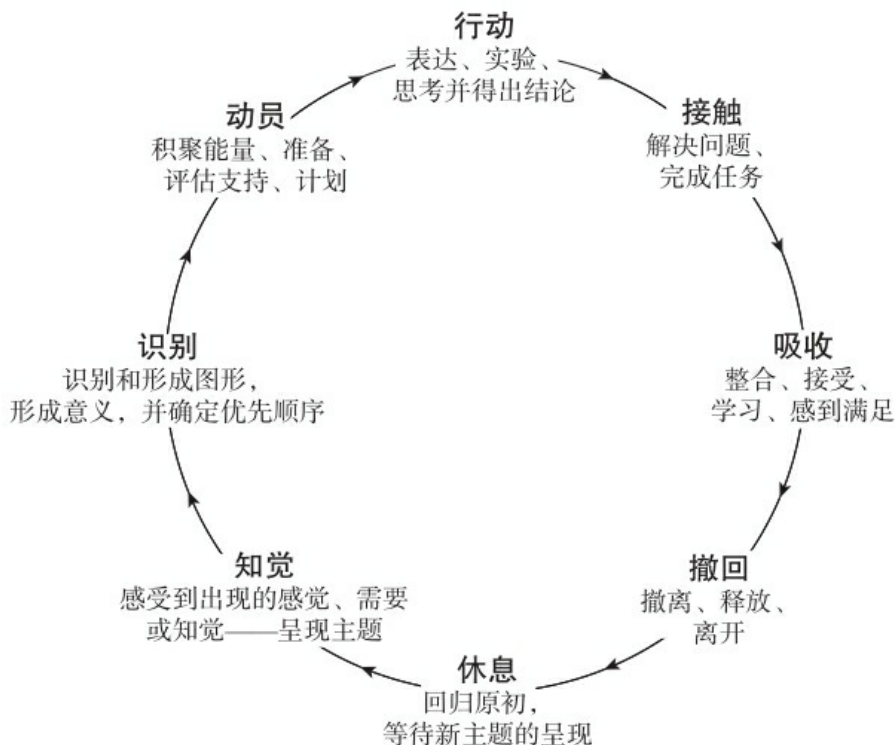 行动
表达、实验、
思考并得出结论
接触
解决问题、
完成任务
吸收
整合、接受、
学习、感到满足
撤回
撤离、释放、
离开
休息
回归原初，
等待新主题的呈现
知觉
感受到出现的感觉、需要
或知觉——呈现主题
识别
识别和形成图形，
形成意义，并确定优先顺序
动员
积聚能量、准备、
评估支持、计划